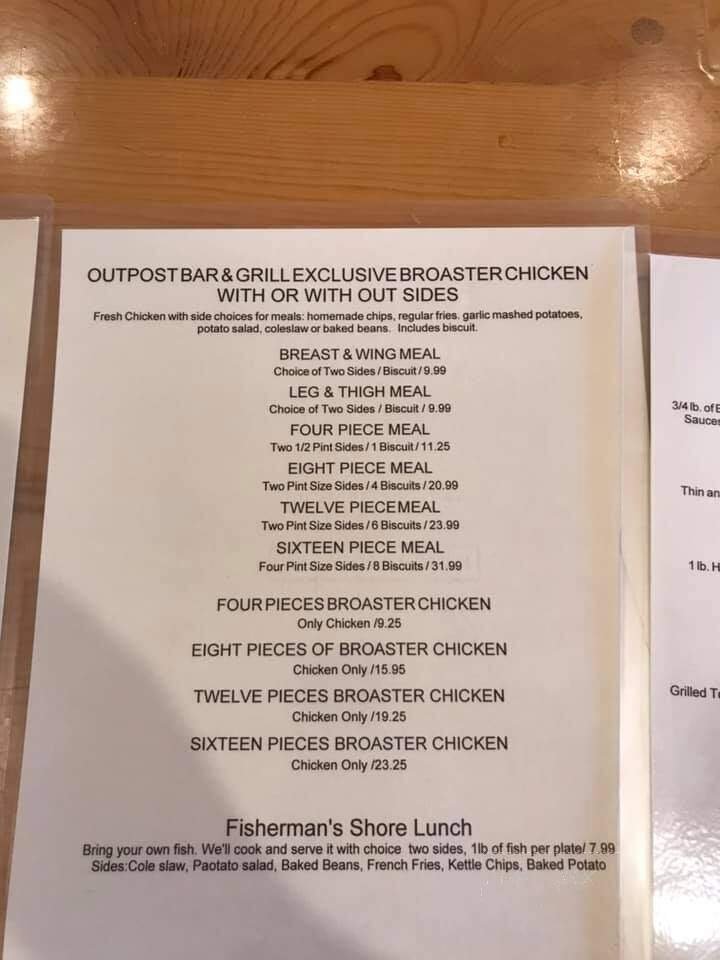 OUTPOST BAR & GRILL EXCLUSIVE BROASTER CHICKEN
WITH OR WITH OUT SIDES
Fresh Chicken with side choices for meals: homemade chips, regular fries. garlic mashed potatoes,
potato salad, coleslaw or baked beans. Includes biscuit.
BREAST & WING MEAL
Choice of Two Sides / Biscuit / 9.99
LEG & THIGH MEAL
Choice of Two Sides / Biscuit / 9.99
FOUR PIECE MEAL
Two 1/2 Pint Sides / 1 Biscuit / 11.25
EIGHT PIECE MEAL
Two Pint Size Sides / 4 Biscuits / 20.99
TWELVE PIECE MEAL
Two Pint Size Sides / 6 Biscuits / 23.99
SIXTEEN PIECE MEAL
Four Pint Size Sides / 8 Biscuits / 31.99
FOUR PIECES BROASTER CHICKEN
Only Chicken /9.25
EIGHT PIECES OF BROASTER CHICKEN
Chicken Only /15.95
TWELVE PIECES BROASTER CHICKEN
Chicken Only /19.25
SIXTEEN PIECES BROASTER CHICKEN
Chicken Only /23.25
Fisherman's Shore Lunch
Bring your own fish. We'll cook and serve it with choice two sides, 1lb of fish per plate/ 7.99
Sides:Cole slaw, Paotato salad, Baked Beans, French Fries, Kettle Chips, Baked Potato
3/4 lb. of
Thin an
1 lb.
Grilled